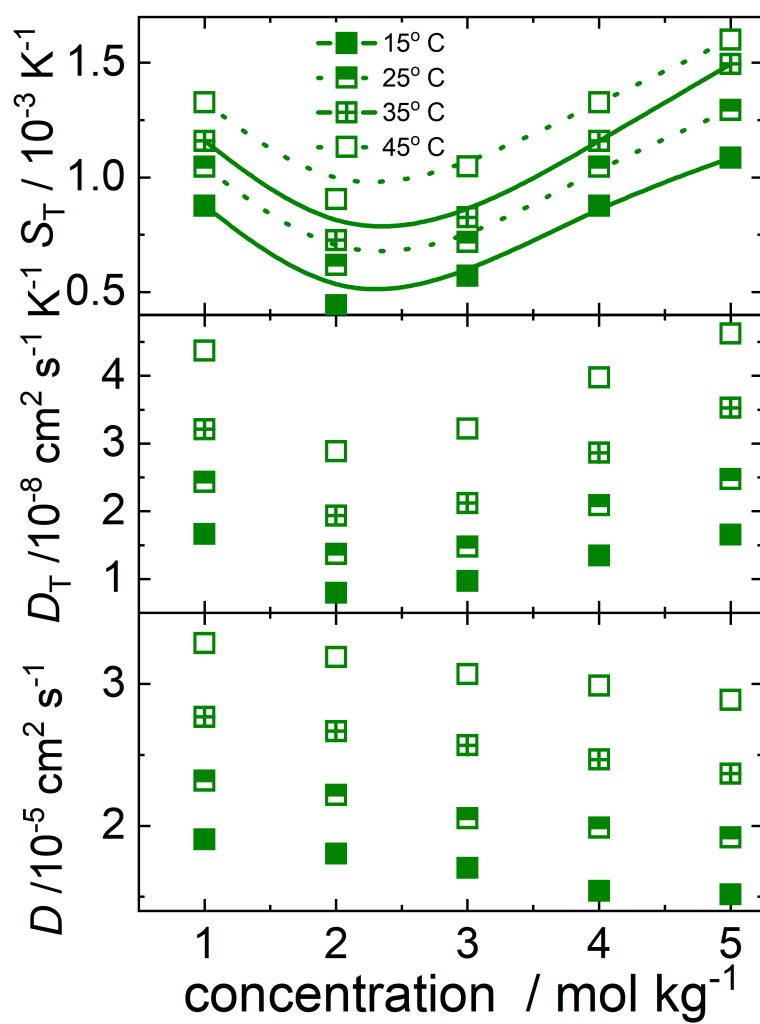 S_T / 10^-3 K^-1
1.5
1.0
0.5
15° C
25° C
35° C
45° C
D_T /10^-8 cm^2 s^-1 K^-1
4
3
2
1
D /10^-5 cm^2 s^-1
3
2
1 2 3 4 5
concentration / mol kg^-1